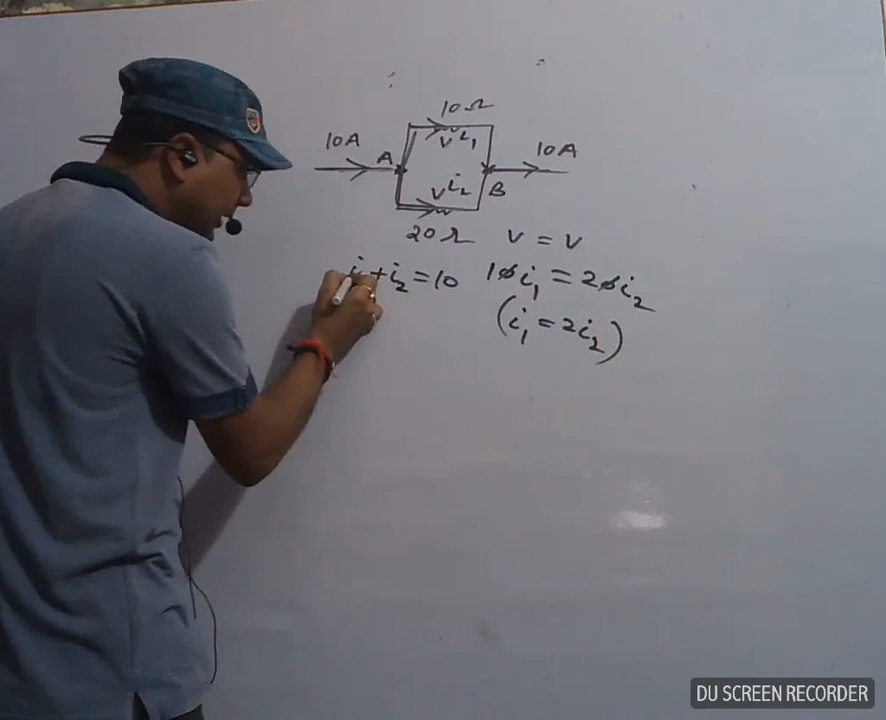 10Ω
10A
A
V i₁
10A
V i₂
B
20Ω
V = V
i₁ + i₂ = 10
10i₁ = 20i₂
(i₁ = 2i₂)
DU SCREEN RECORDER